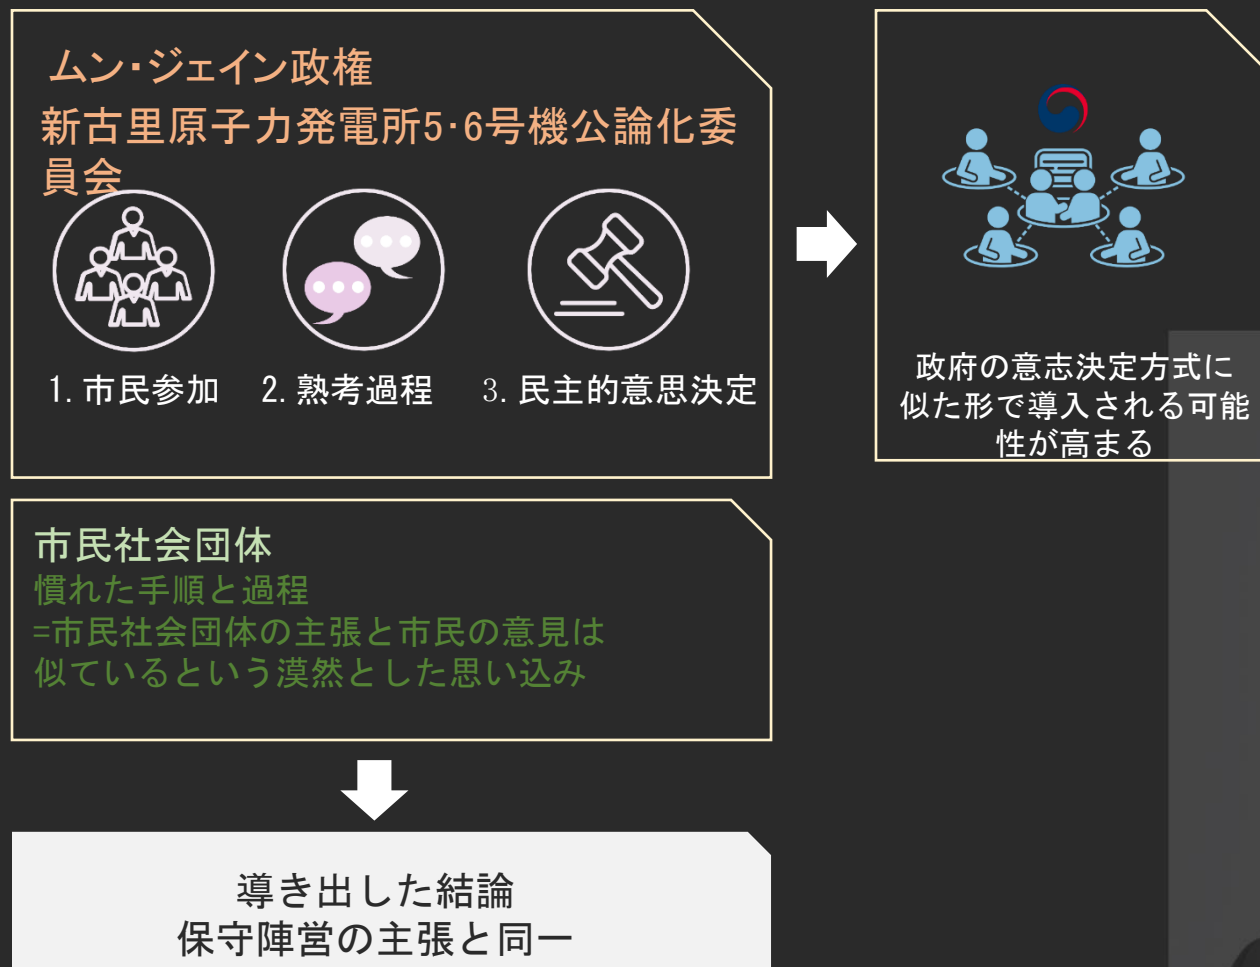 ムン・ジェイン政権
新古里原子力発電所5·6号機公論化委
員会
1. 市民参加
2. 熟考過程
3. 民主的意思決定
政府の意志決定方式に
似た形で導入される可能
性が高まる
市民社会団体
慣れた手順と過程
=市民社会団体の主張と市民の意見は
似ているという漠然とした思い込み
導き出した結論
保守陣営の主張と同一